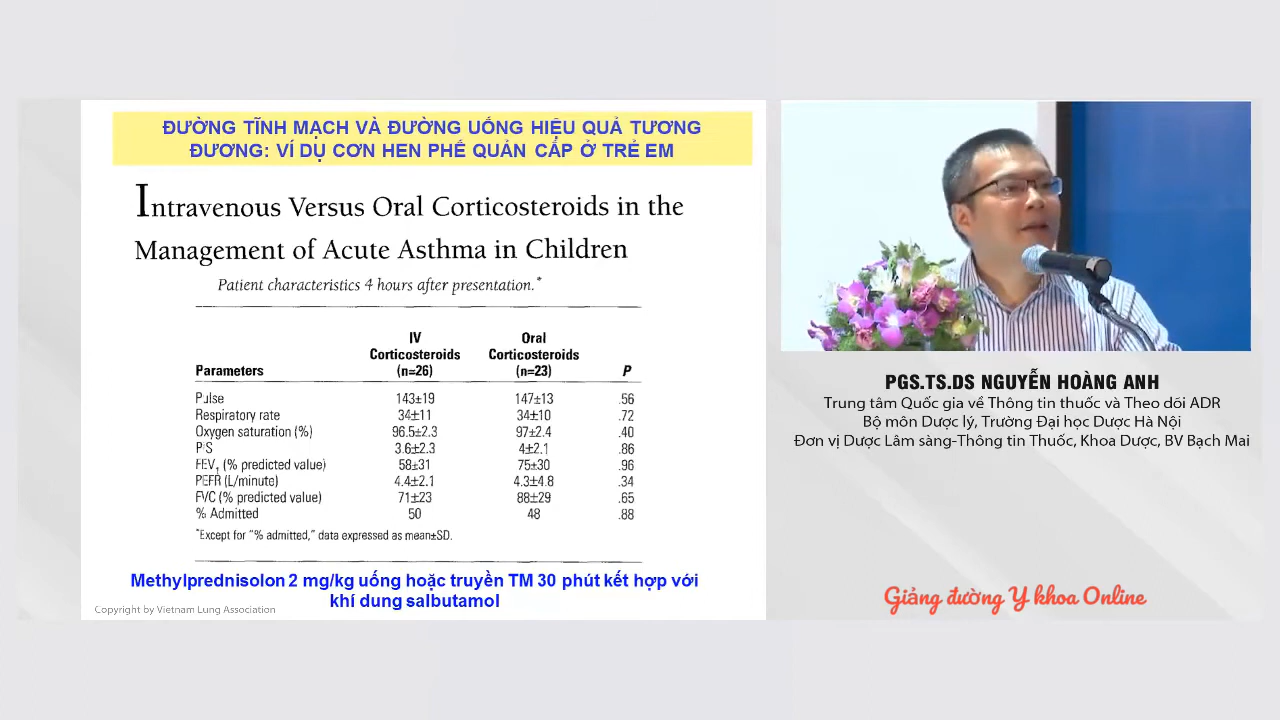 ĐƯỜNG TĨNH MẠCH VÀ ĐƯỜNG UỐNG HIỆU QUẢ TƯƠNG
ĐƯƠNG: VÍ DỤ CƠN HEN PHẾ QUẢN CẤP Ở TRẺ EM
Intravenous Versus Oral Corticosteroids in the
Management of Acute Asthma in Children
Patient characteristics 4 hours after presentation.*
Parameters IV Corticosteroids (n=26) Oral Corticosteroids (n=23) P
Pulse 143±19 147±13 .56
Respiratory rate 34±11 34±10 .72
Oxygen saturation (%) 96.5±2.3 97±2.4 .40
PIS 3.6±2.3 4±2.1 .86
FEV1 (% predicted value) 58±31 75±30 .96
PEFR (L/minute) 4.4±2.1 4.3±4.8 .34
FVC (% predicted value) 71±23 88±29 .65
% Admitted 50 48 .88
*Except for "% admitted," data expressed as mean±SD.
Methylprednisolon 2 mg/kg uống hoặc truyền TM 30 phút kết hợp với
khí dung salbutamol
Copyright by Vietnam Lung Association
PGS.TS.DS NGUYỄN HOÀNG ANH
Trung tâm Quốc gia về Thông tin thuốc và Theo dõi ADR
Bộ môn Dược lý, Trường Đại học Dược Hà Nội
Đơn vị Dược Lâm sàng-Thông tin Thuốc, Khoa Dược, BV Bạch Mai
Giảng đường Y khoa Online